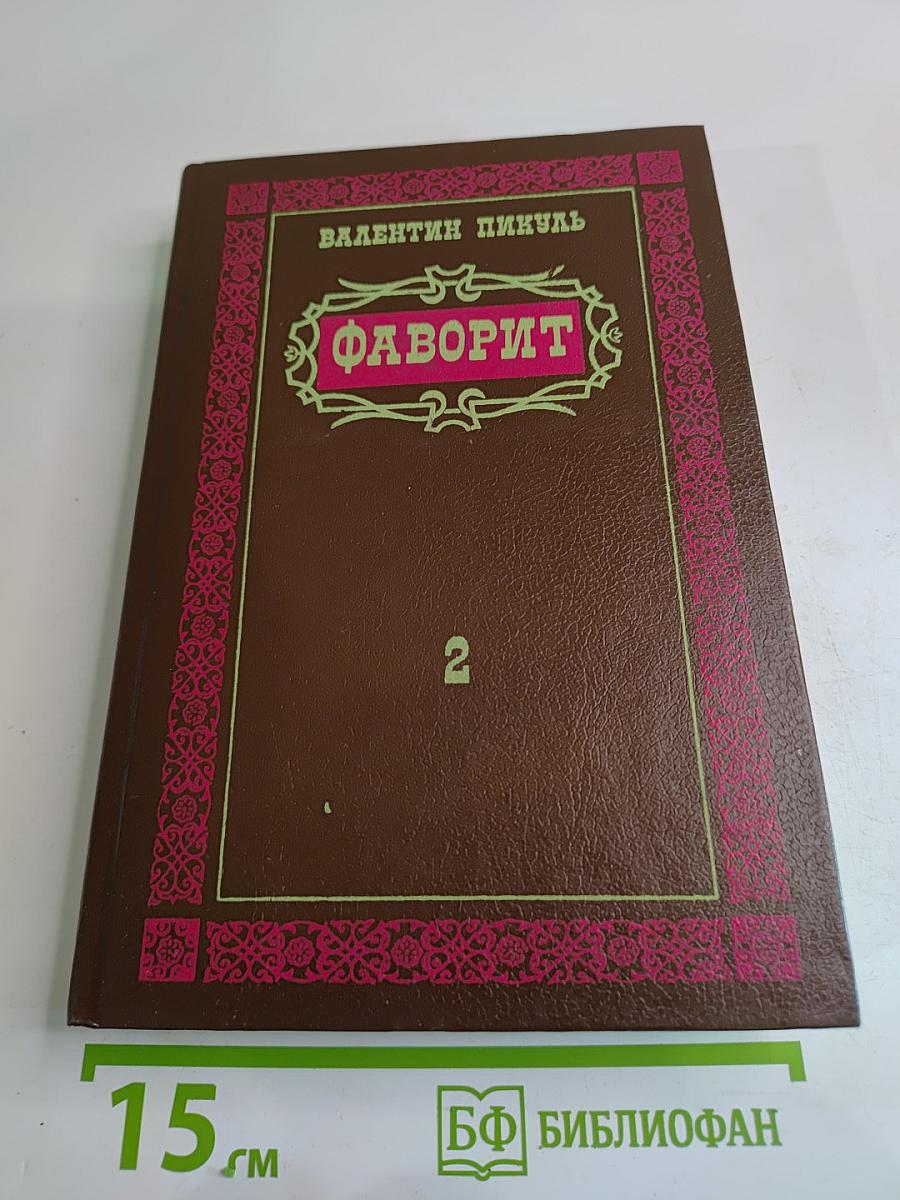 ВАЛЕНТИН ПИКУЛЬ
ФАВОРИТ
2
15 см
БФ БИБЛИОФАН